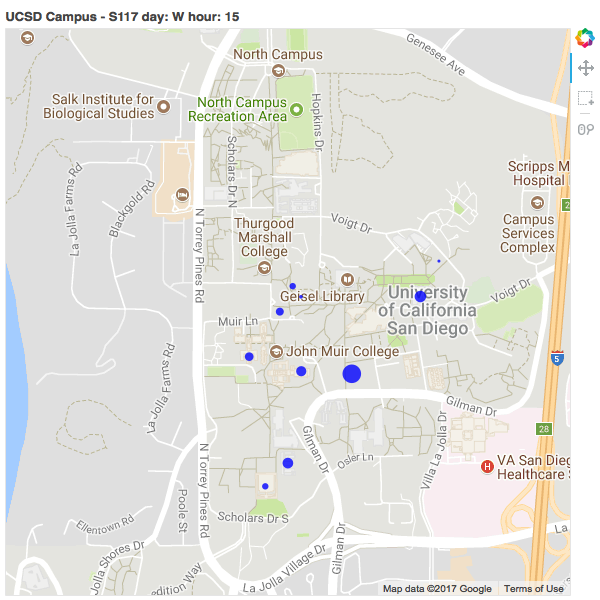 UCSD Campus - S117 day: W hour: 15
Genesee Ave
North Campus
Salk Institute for
Biological Studies
North Campus
Recreation Area
Hopkins Dr
Scholars Dr N
Scripps M
Hospital
La Jolla Farms Rd
Blackgold Rd
N Torrey Pines Rd
Voigt Dr
Campus
Services
Complex
2
Thurgood
Marshall
College
Geisel Library
University
of California
San Diego
Voigt Dr
Muir Ln
John Muir College
La Jolla Farms Rd
5
Gilman Dr
28
Gilman Dr
Villa La Jolla Dr
Osler Ln
H
VA San Dieg
Healthcare S
N Torrey Pines Rd
Poole St
Ellentown Rd
Scholars Dr S
La
La Jolla Shores Dr
Gilman Dr
La Jolla Village Dr
edition Way
Map data ©2017 Google Terms of Use